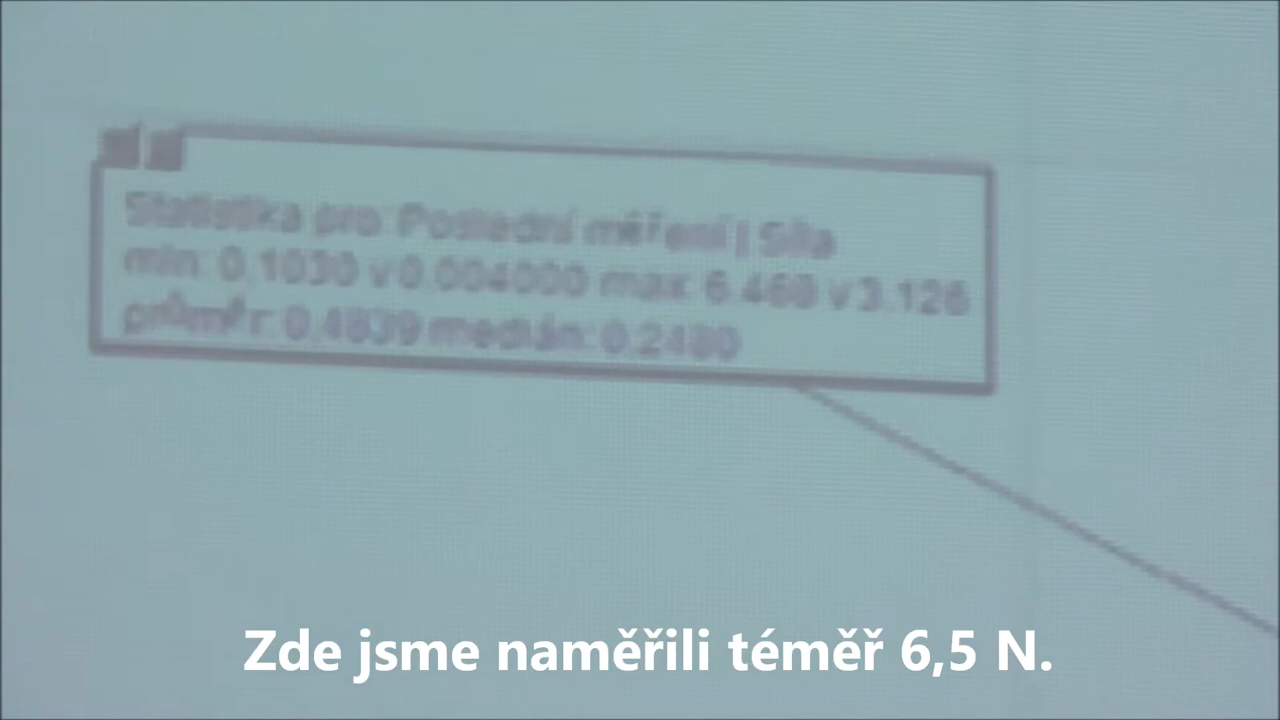 Statistika pro: Poslední měření | Síla
min: 0.1030 v 0.004000 max: 6.468 v 3.126
průměr: 0.4839 medián: 0.2480
Zde jsme naměřili téměř 6,5 N.